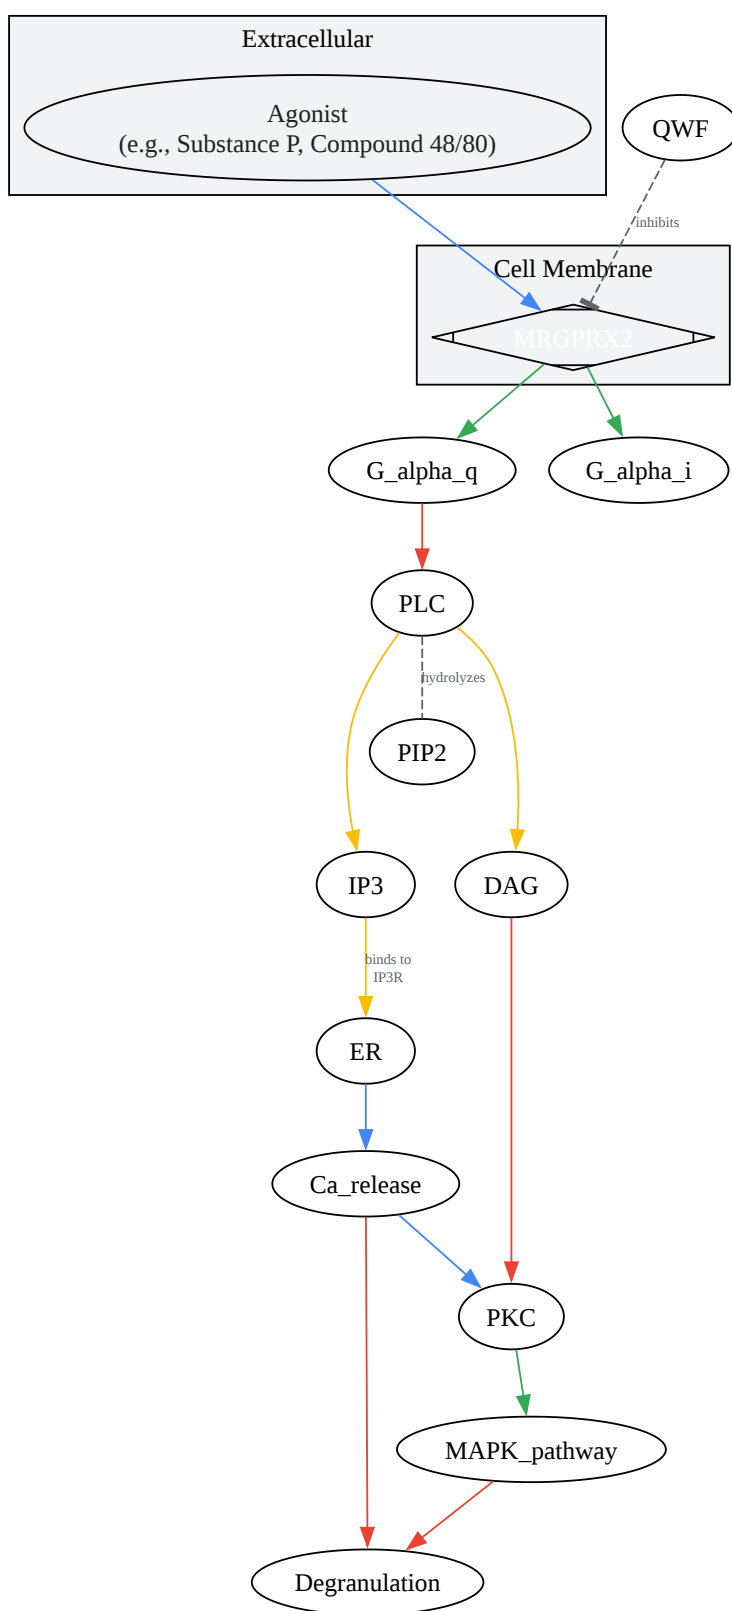 Extracellular
Agonist
(e.g., Substance P, Compound 48/80)
QWF
inhibits
Cell Membrane
MRGPRX2
G_alpha_q
G_alpha_i
PLC
hydrolyzes
PIP2
IP3
DAG
binds to
IP3R
ER
Ca_release
PKC
MAPK_pathway
Degranulation